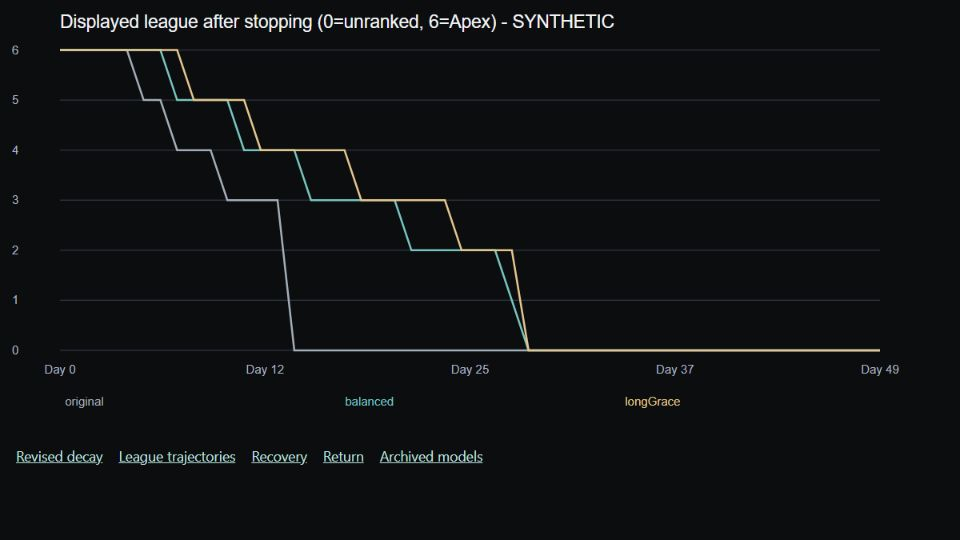 Displayed league after stopping (0=unranked, 6=Apex) - SYNTHETIC
6
5
4
3
2
1
0
Day 0 Day 12 Day 25 Day 37 Day 49
original balanced longGrace
Revised decay League trajectories Recovery Return Archived models